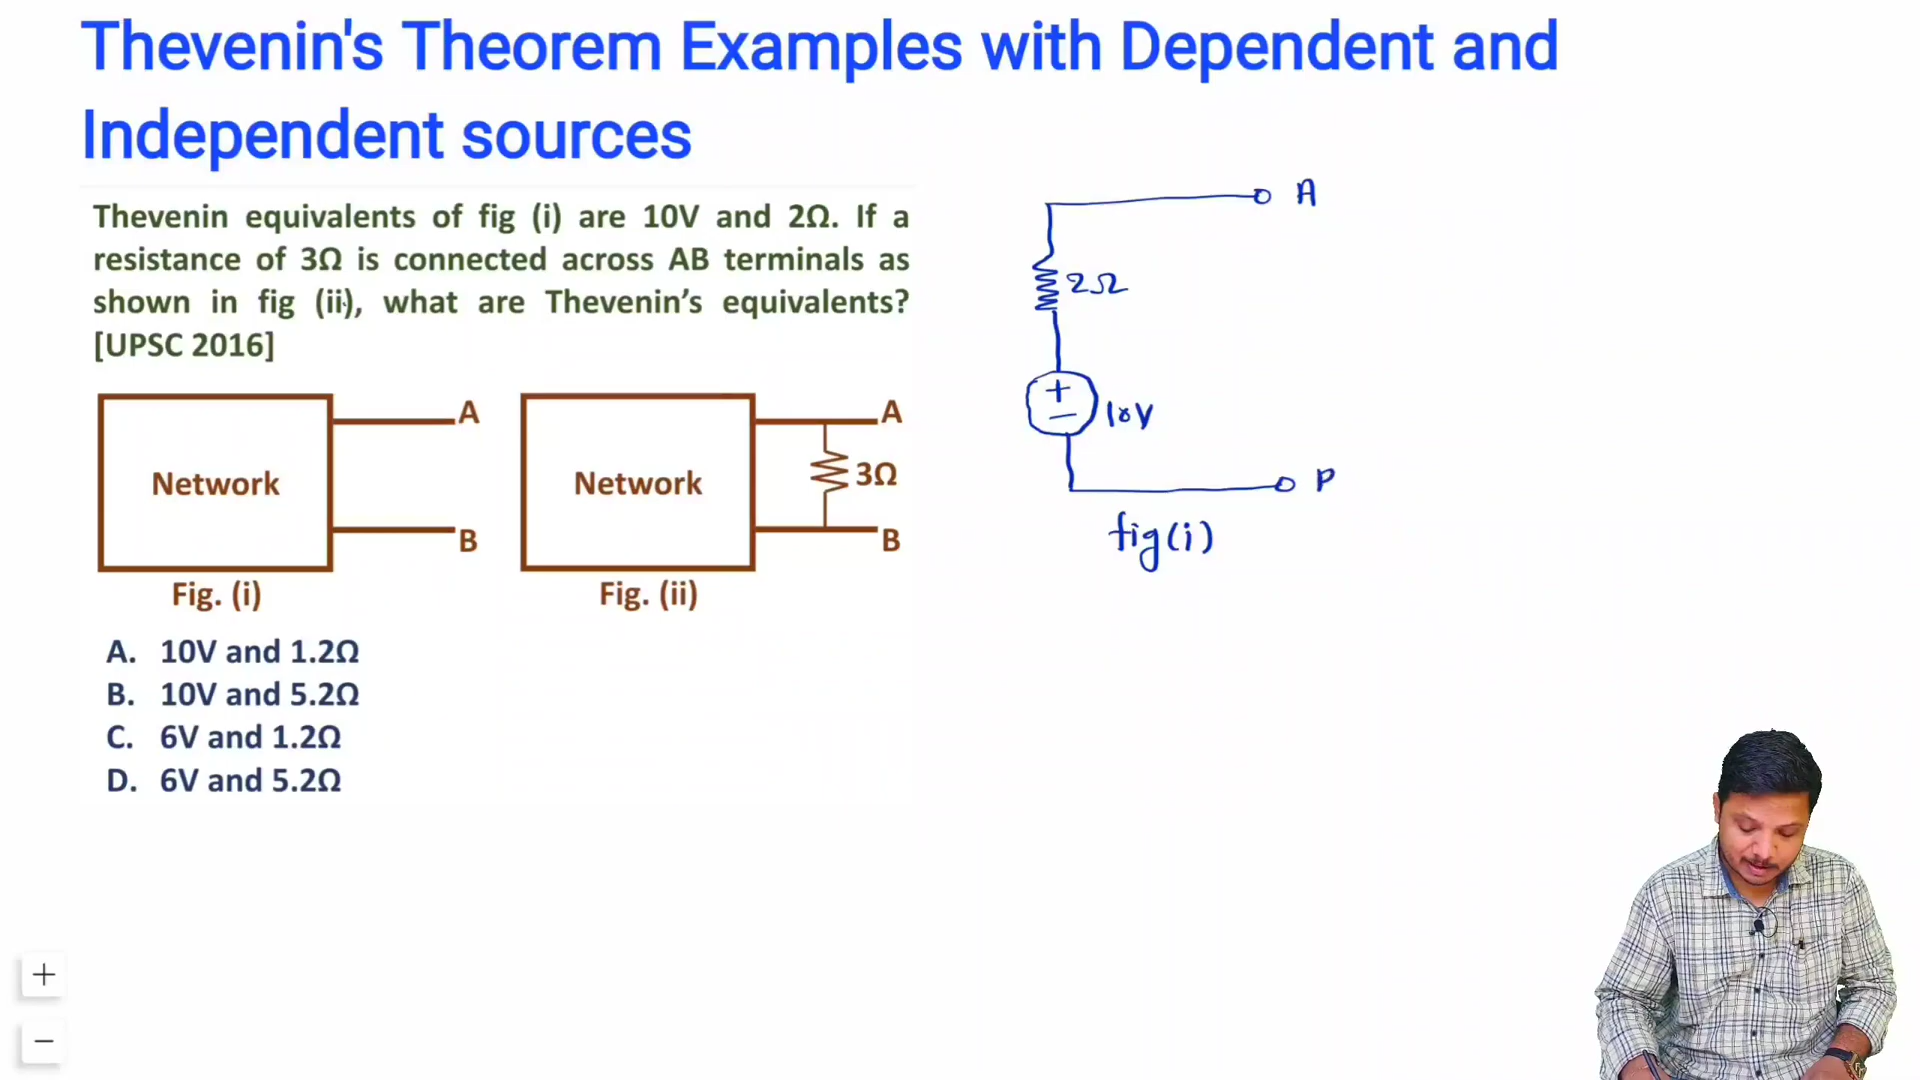 Thevenin's Theorem Examples with Dependent and
Independent sources
Thevenin equivalents of fig (i) are 10V and 2Ω. If a
resistance of 3Ω is connected across AB terminals as
shown in fig (ii), what are Thevenin’s equivalents?
[UPSC 2016]
Network
A
B
Fig. (i)
Network
A
3Ω
B
Fig. (ii)
A. 10V and 1.2Ω
B. 10V and 5.2Ω
C. 6V and 1.2Ω
D. 6V and 5.2Ω
A
2Ω
+
−
10V
P
fig(i)
+
−